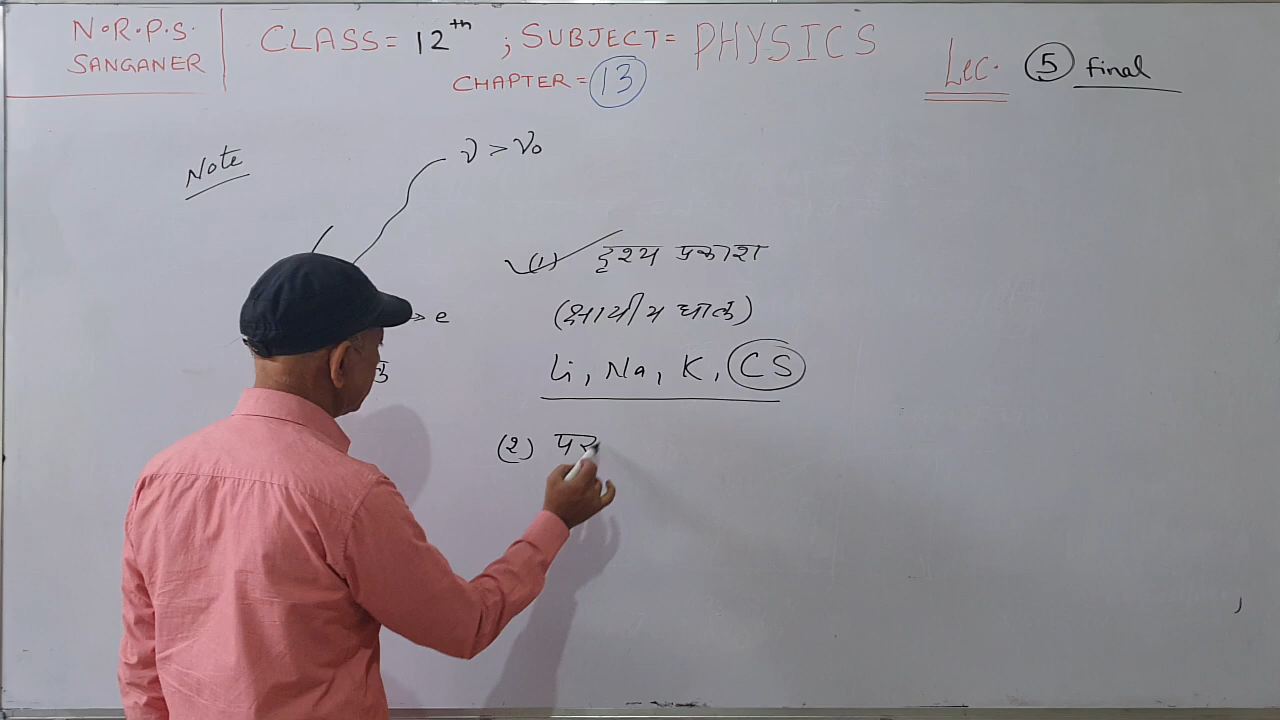 N.R.P.S.
SANGANER
CLASS = 12th ; SUBJECT = PHYSICS
CHAPTER = 13
Lec. 5 final
Note
ν > ν₀
(1) दृश्य प्रकाश
→ e
(क्षारीय धातु)
Li, Na, K, CS
(2) पर